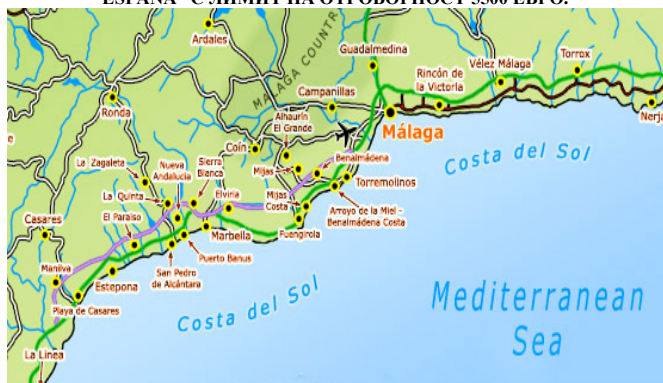 ESPANA" С ЛИМИТ НА ОТГОВОРНОСТ 3300 ЕВРО.
Ardales
Guadalmedina
MALAGA COUNTR
Campanillas
Rincón de
la Victoria
Vélez Málaga
Torrox
Nerja
Ronda
Alhaurín
El Grande
Málaga
Coín
Costa del Sol
La Zagaleta
Nueva
Andalucia
Sierra
Blanca
Mijas
Benalmádena
La Quinta
Elviria
Mijas
Costa
Torremolinos
Casares
El Paraiso
Arroyo de la Miel -
Benalmádena Costa
Marbella
Fuengirola
Puerto Banus
Manilva
San Pedro
de Alcántara
Estepona
Playa de Casares
Costa del Sol
Mediterranean
Sea
La Linea